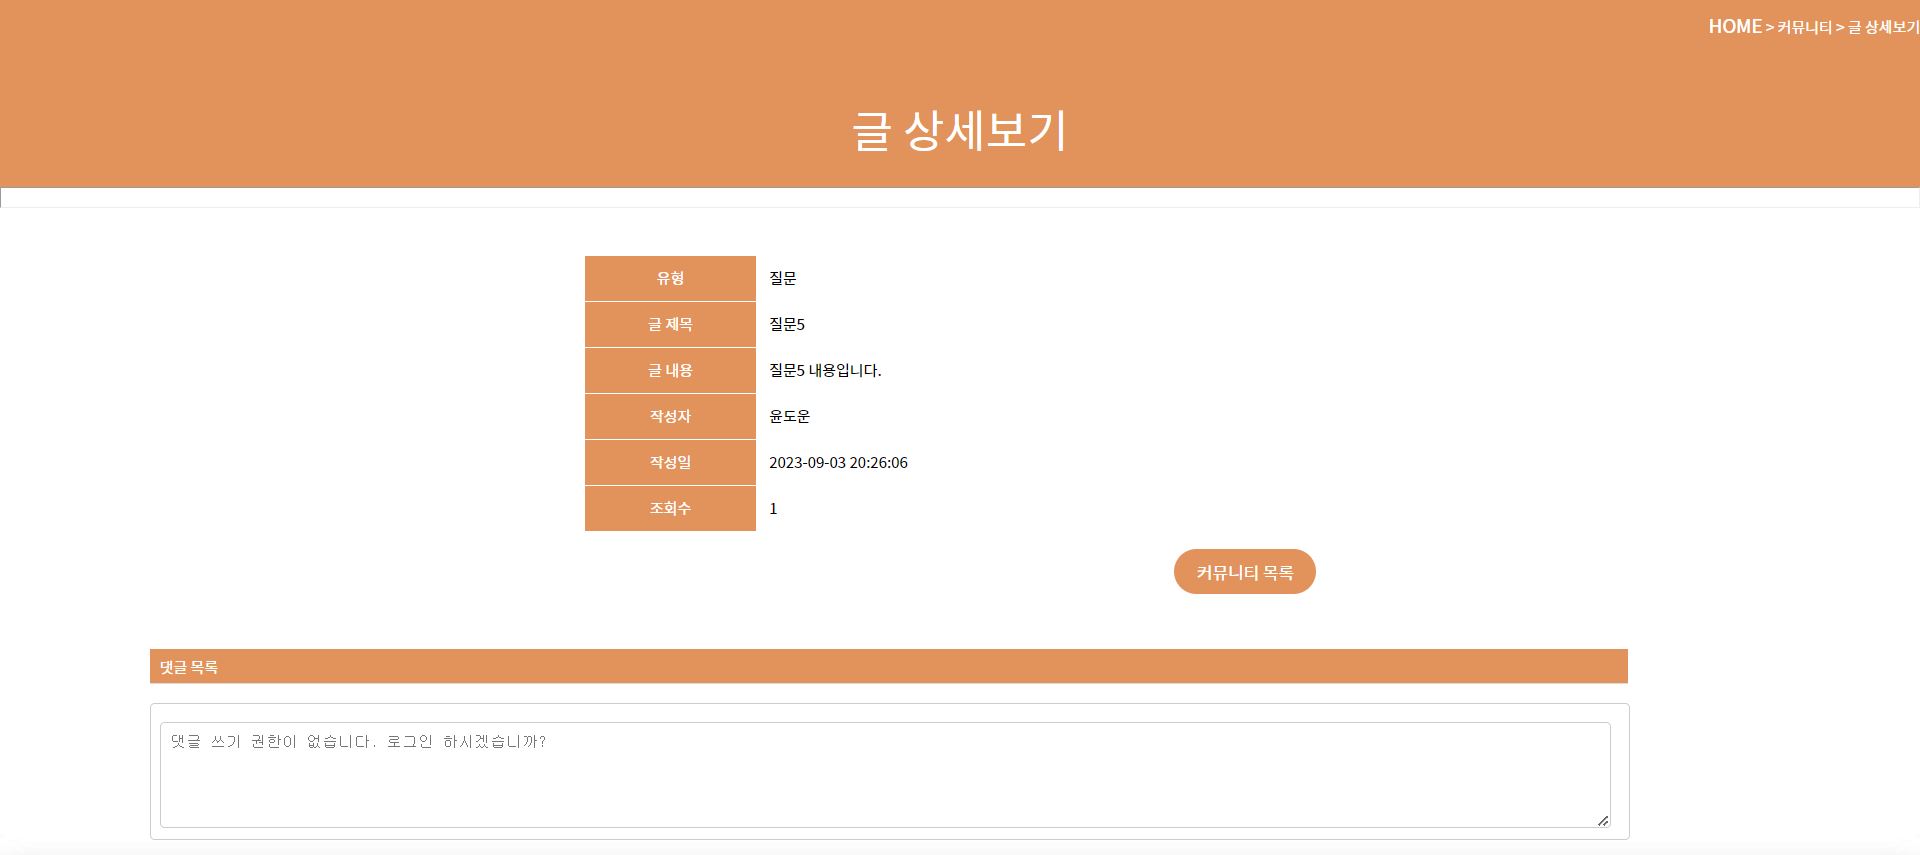 HOME > 커뮤니티 > 글 상세보기
글 상세보기
유형 질문
글 제목 질문5
글 내용 질문5 내용입니다.
작성자 윤도운
작성일 2023-09-03 20:26:06
조회수 1
커뮤니티 목록
댓글 목록
댓글 쓰기 권한이 없습니다. 로그인 하시겠습니까?